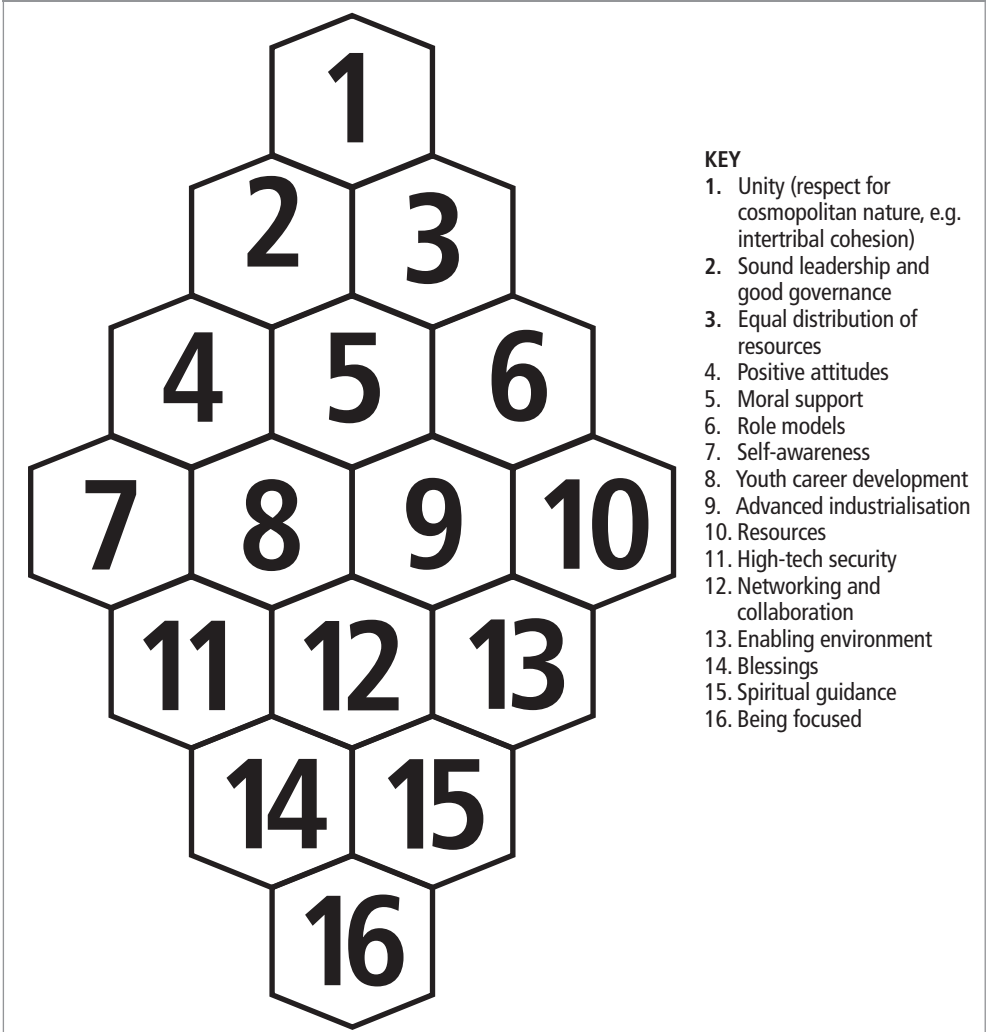 1
2 3
4 5 6
7 8 9 10
11 12 13
14 15
16
KEY
1. Unity (respect for
cosmopolitan nature, e.g.
intertribal cohesion)
2. Sound leadership and
good governance
3. Equal distribution of
resources
4. Positive attitudes
5. Moral support
6. Role models
7. Self-awareness
8. Youth career development
9. Advanced industrialisation
10. Resources
11. High-tech security
12. Networking and
collaboration
13. Enabling environment
14. Blessings
15. Spiritual guidance
16. Being focused